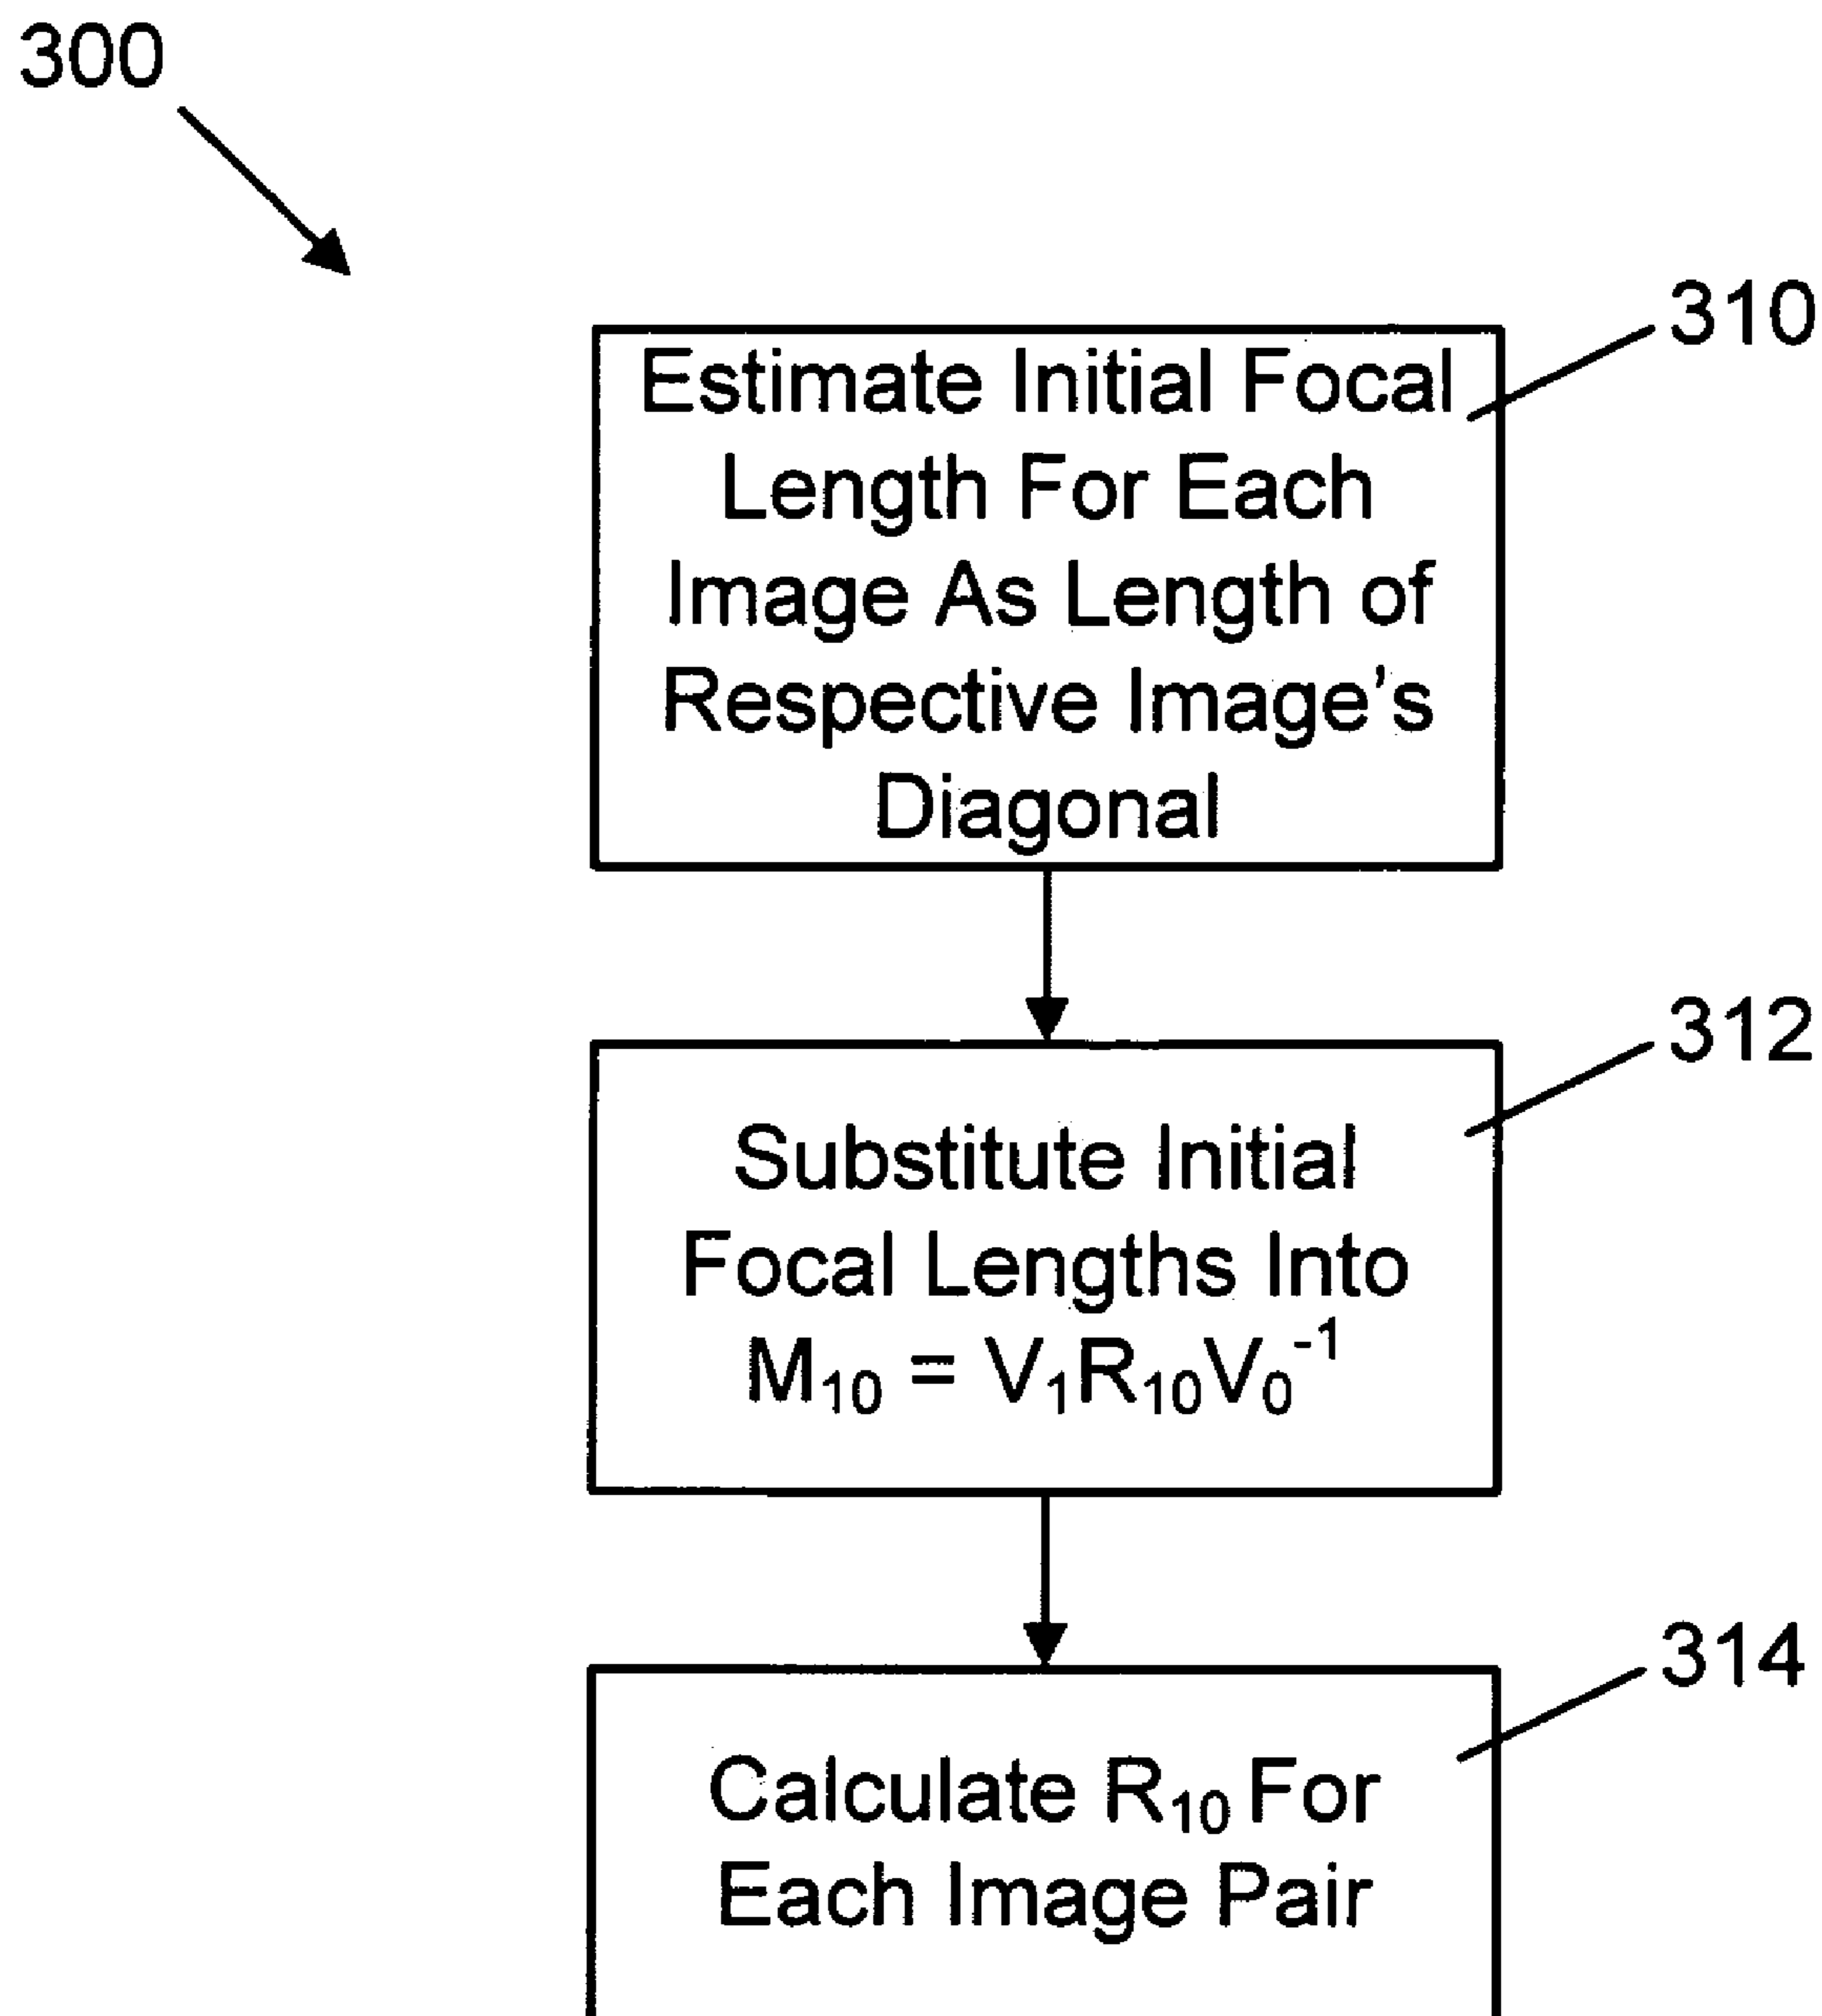 300
310
Estimate Initial Focal
Length For Each
Image As Length of
Respective Image's
Diagonal
312
Substitute Initial
Focal Lengths Into
M₁₀ = V₁R₁₀V₀⁻¹
314
Calculate R₁₀ For
Each Image Pair